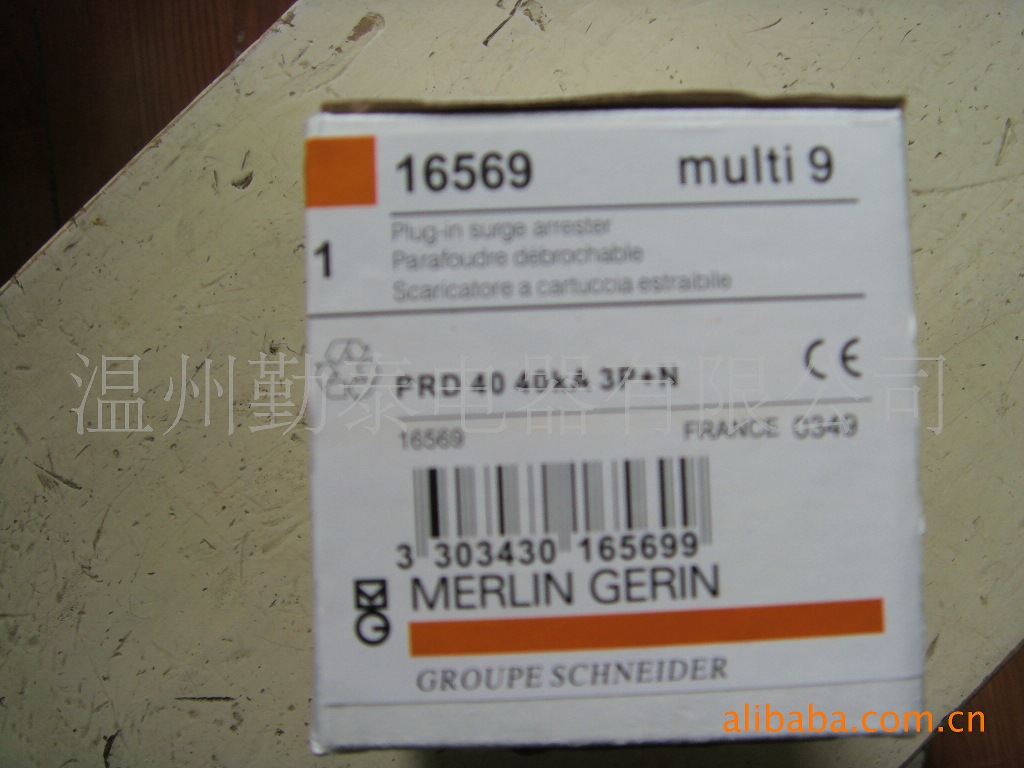 16569 multi 9
Plug-in surge arrester
1
Parafoudre débrochable
Scaricatore a cartuccia estraibile
CE
PRD 40 40kA 3P+N
温州勤泰电器有限公司
16569 FRANCE 0349
3 303430 165699
MERLIN GERIN
GROUPE SCHNEIDER
alibaba.com.cn